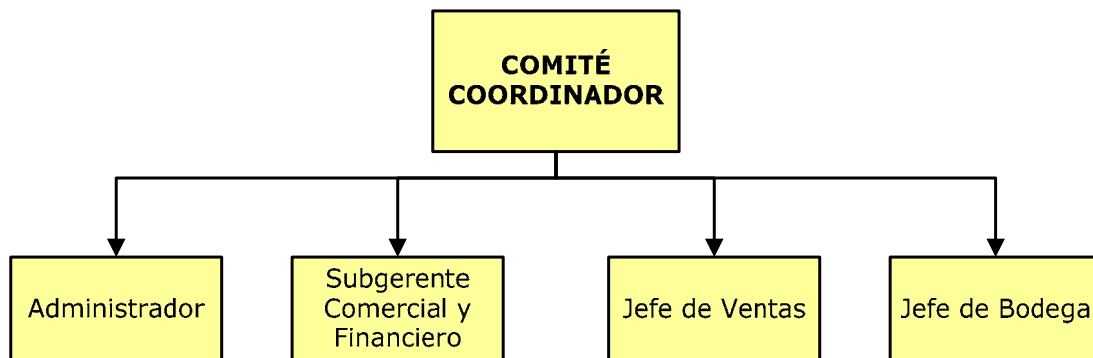 COMITÉ
COORDINADOR
Administrador
Subgerente
Comercial y
Financiero
Jefe de Ventas
Jefe de Bodega